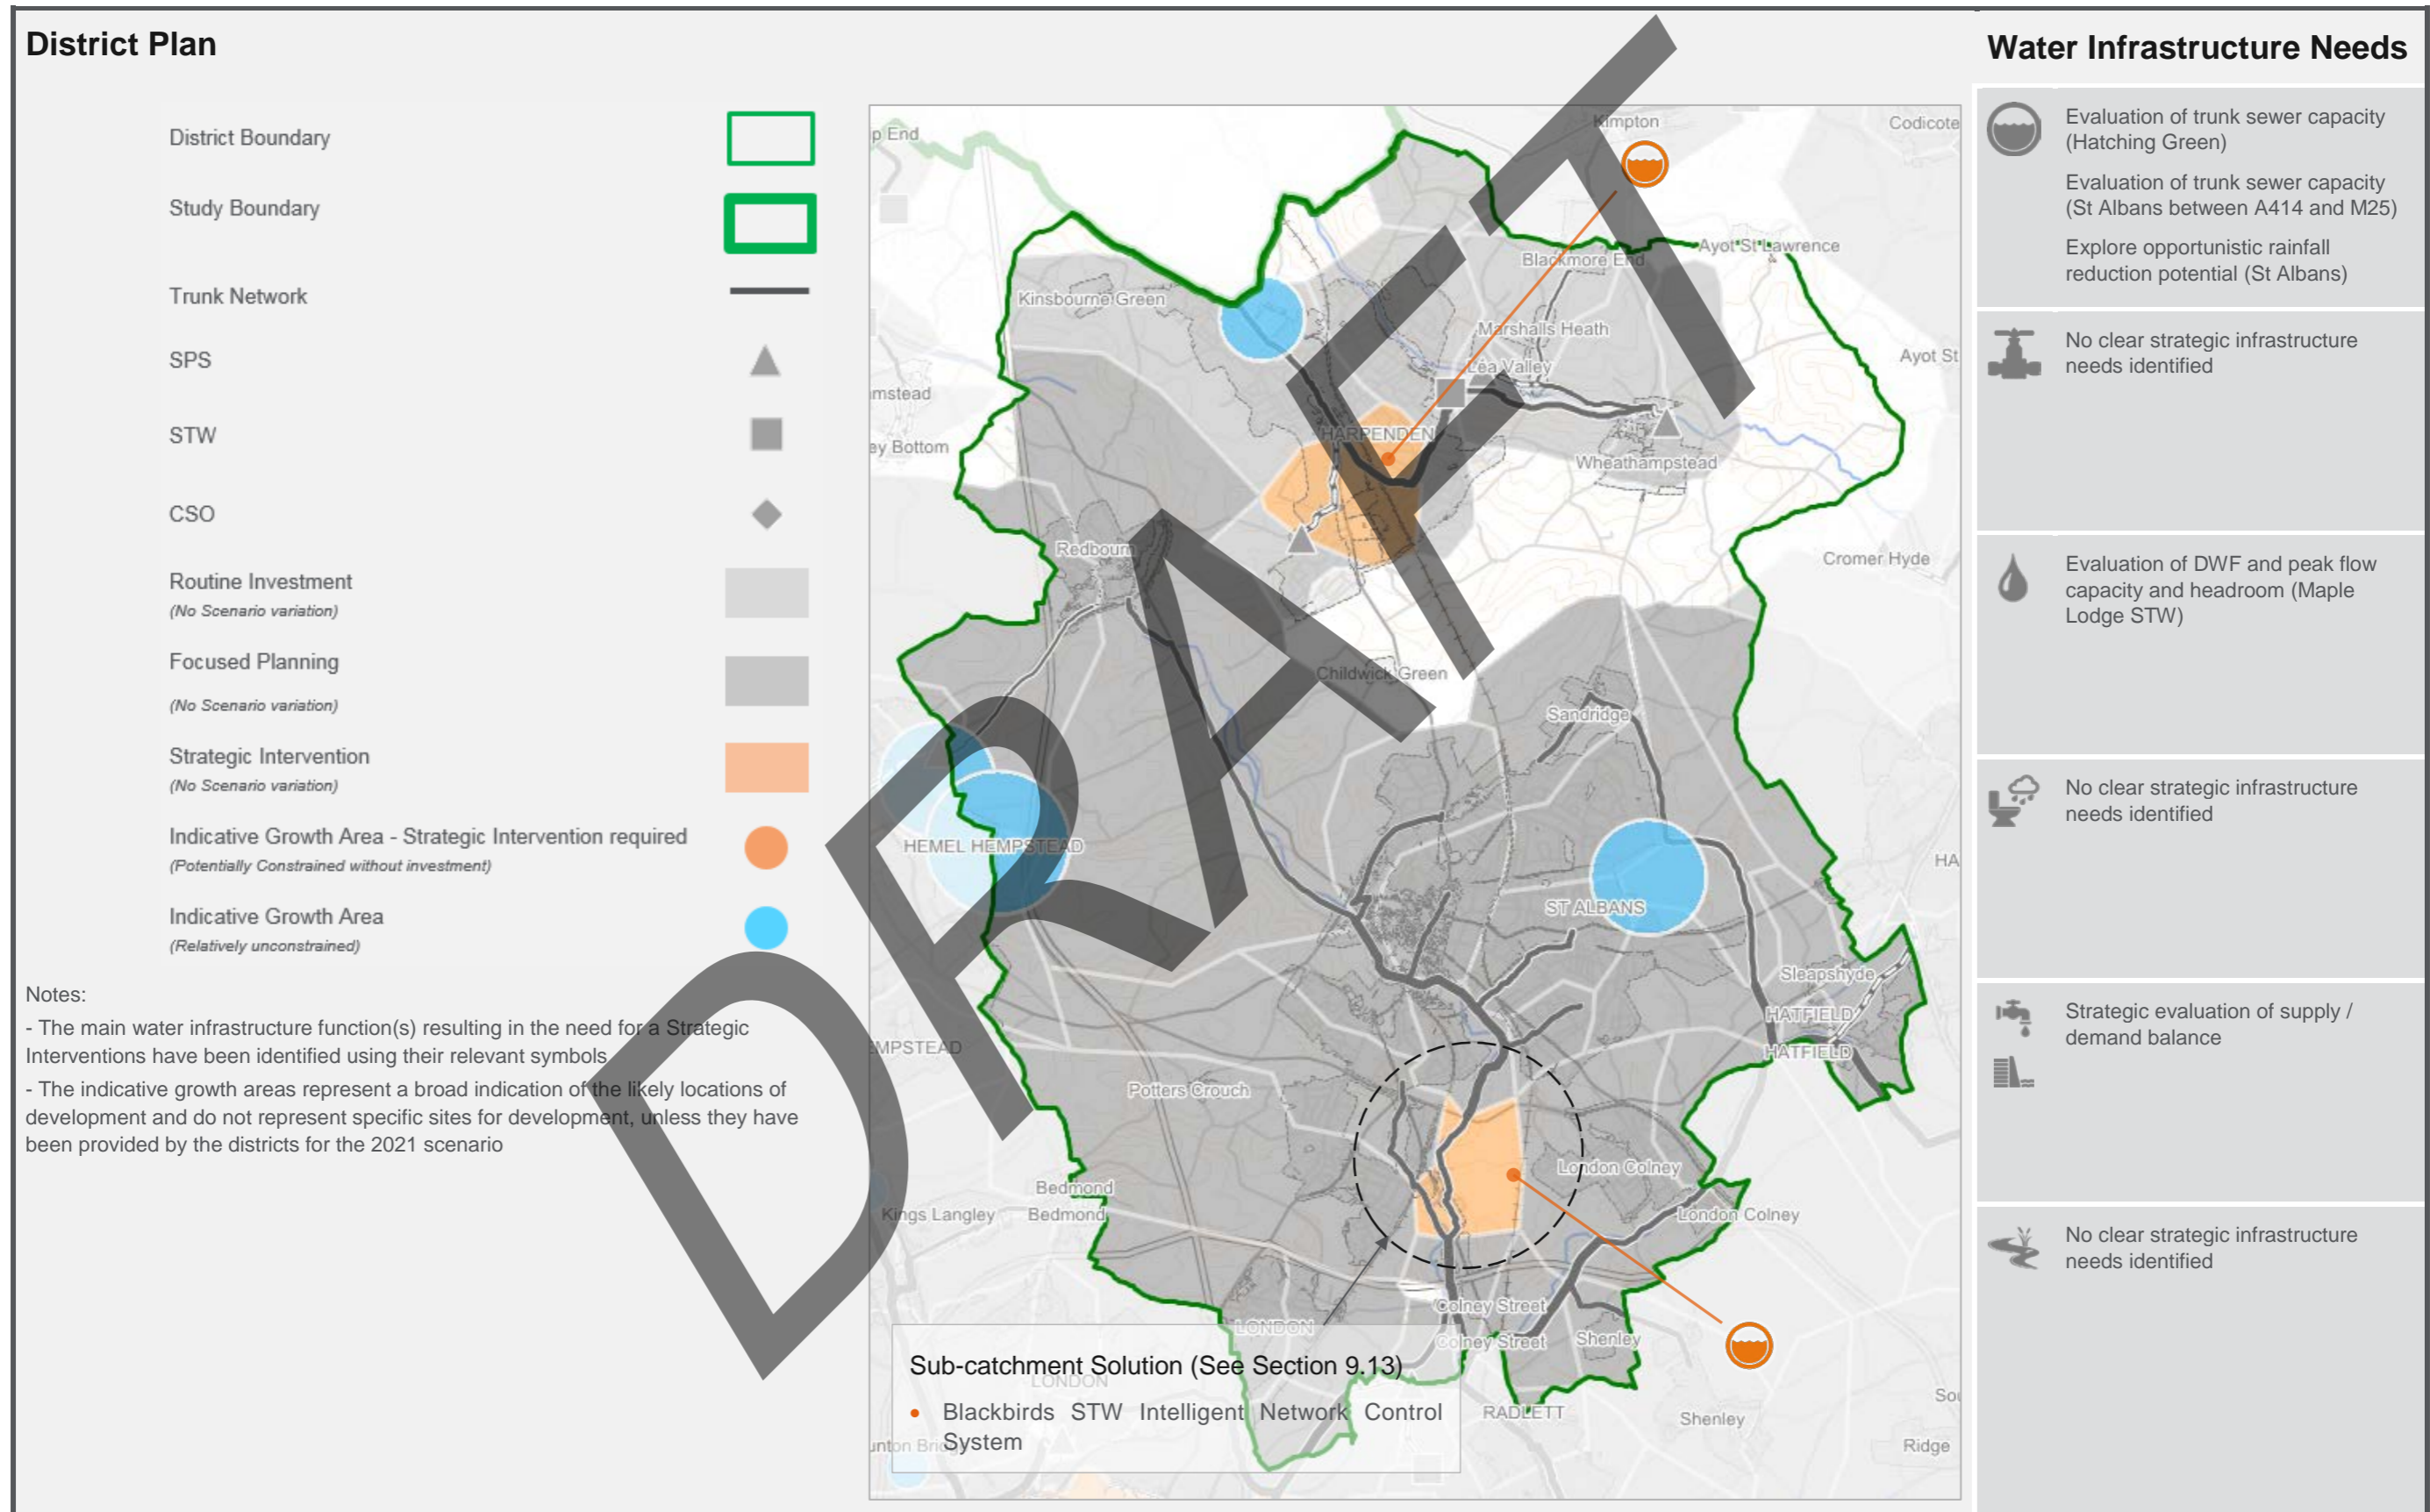 District Plan
District Boundary
Study Boundary
Trunk Network
SPS
STW
CSO
Routine Investment
(No Scenario variation)
Focused Planning
(No Scenario variation)
Strategic Intervention
(No Scenario variation)
Indicative Growth Area - Strategic Intervention required
(Potentially Constrained without investment)
Indicative Growth Area
(Relatively unconstrained)
Notes:
- The main water infrastructure function(s) resulting in the need for a Strategic
Interventions have been identified using their relevant symbols
- The indicative growth areas represent a broad indication of the likely locations of
development and do not represent specific sites for development, unless they have
been provided by the districts for the 2021 scenario
DRAFT
p End
Kimpton
Codicote
Ayot St Lawrence
Blackmore End
Kinsbourne Green
Marshalls Heath
Ayot St
Lea Valley
mstead
HARPENDEN
ey Bottom
Wheathampstead
Redbourn
Cromer Hyde
Childwick Green
Sandridge
HEMEL HEMPSTEAD
HA
ST ALBANS
Sleapshyde
HATFIELD
HATFIELD
EMPSTEAD
Potters Crouch
London Colney
Bedmond
Kings Langley
Bedmond
London Colney
Colney Street
LONDON
Colney Street
Shenley
Sub-catchment Solution (See Section 9.13)
LONDON
• Blackbirds STW Intelligent Network Control
System
RADLETT
Shenley
Sou
unton Bridge
Ridge
Water Infrastructure Needs
Evaluation of trunk sewer capacity
(Hatching Green)
Evaluation of trunk sewer capacity
(St Albans between A414 and M25)
Explore opportunistic rainfall
reduction potential (St Albans)
No clear strategic infrastructure
needs identified
Evaluation of DWF and peak flow
capacity and headroom (Maple
Lodge STW)
No clear strategic infrastructure
needs identified
Strategic evaluation of supply /
demand balance
No clear strategic infrastructure
needs identified